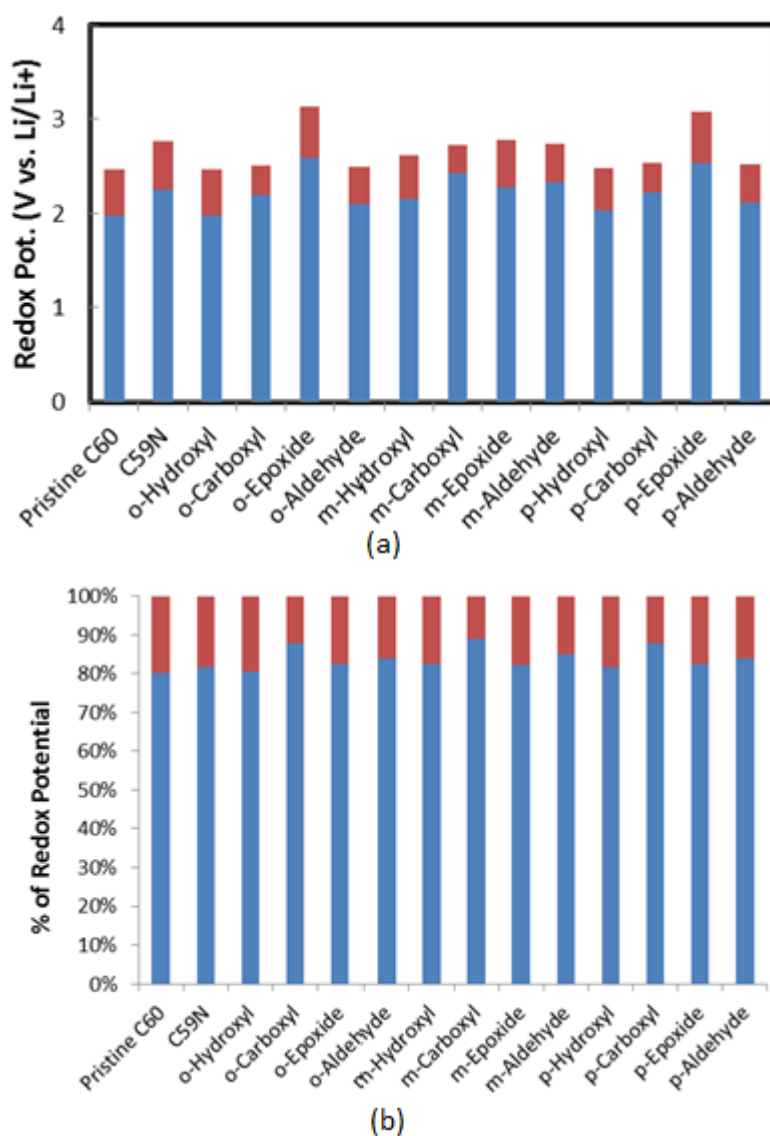 Redox Pot. (V vs. Li/Li+)
4
3
2
1
0
Pristine C60
C59N
o-Hydroxyl
o-Carboxyl
o-Epoxide
o-Aldehyde
m-Hydroxyl
m-Carboxyl
m-Epoxide
m-Aldehyde
p-Hydroxyl
p-Carboxyl
p-Epoxide
p-Aldehyde
(a)
% of Redox Potential
100%
90%
80%
70%
60%
50%
40%
30%
20%
10%
0%
Pristine C60
C59N
o-Hydroxyl
o-Carboxyl
o-Epoxide
o-Aldehyde
m-Hydroxyl
m-Carboxyl
m-Epoxide
m-Aldehyde
p-Hydroxyl
p-Carboxyl
p-Epoxide
p-Aldehyde
(b)